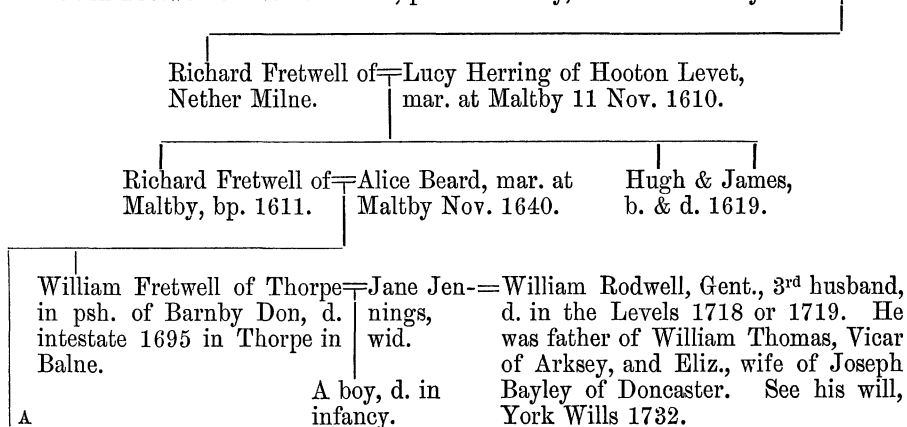 Richard Fretwell of=Lucy Herring of Hooton Levet,
Nether Milne. mar. at Maltby 11 Nov. 1610.
Richard Fretwell of=Alice Beard, mar. at Hugh & James,
Maltby, bp. 1611. Maltby Nov. 1640. b. & d. 1619.
William Fretwell of Thorpe=Jane Jen-=William Rodwell, Gent., 3rd husband,
in psh. of Barnby Don, d. nings, d. in the Levels 1718 or 1719. He
intestate 1695 in Thorpe in wid. was father of William Thomas, Vicar
Balne. of Arksey, and Eliz., wife of Joseph
A boy, d. in Bayley of Doncaster. See his will,
A infancy. York Wills 1732.